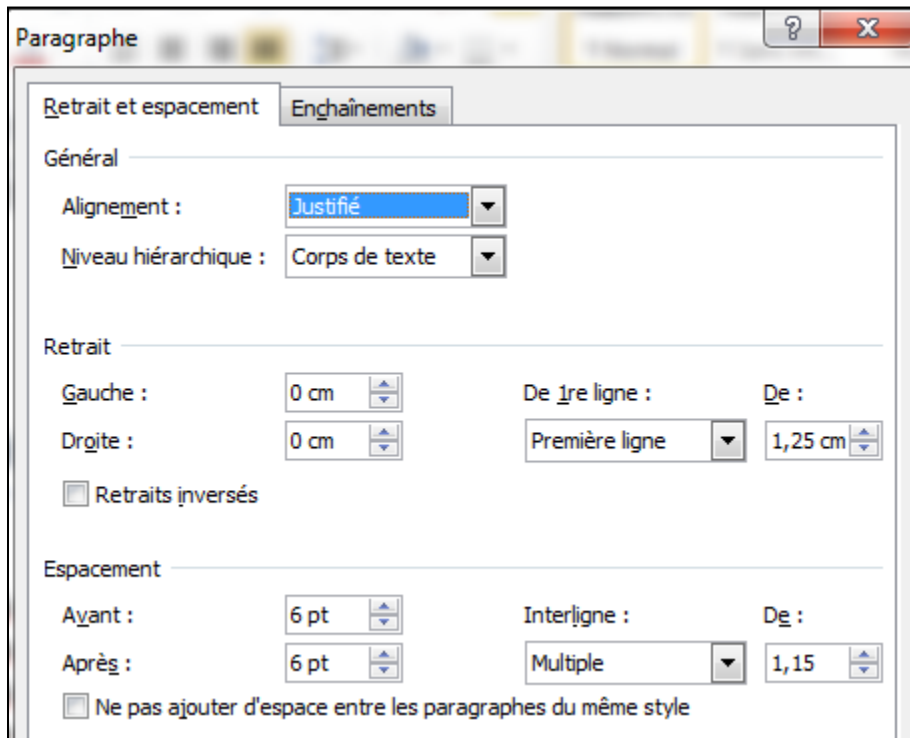 Paragraphe
Retrait et espacement Enchaînements
Général
Alignement : Justifié
Niveau hiérarchique : Corps de texte
Retrait
Gauche : 0 cm De 1re ligne : De :
Droite : 0 cm Première ligne 1,25 cm
Retraits inversés
Espacement
Avant : 6 pt Interligne : De :
Après : 6 pt Multiple 1,15
Ne pas ajouter d'espace entre les paragraphes du même style